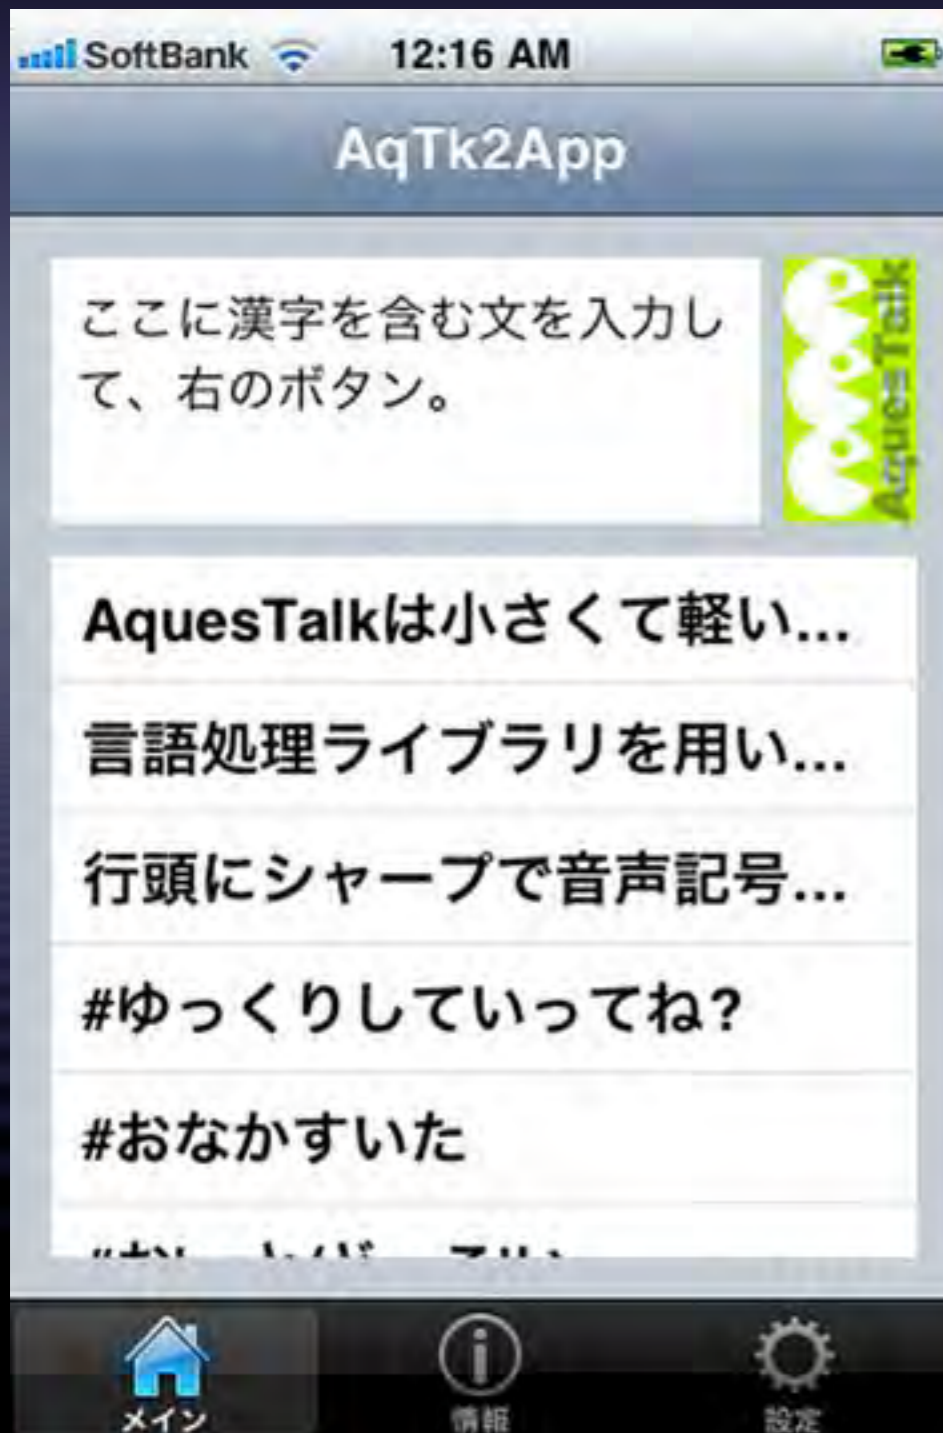 SoftBank 12:16 AM
AqTk2App
ここに漢字を含む文を入力し
て、右のボタン。
AquesTalk
AquesTalkは小さくて軽い...
言語処理ライブラリを用い...
行頭にシャープで音声記号...
#ゆっくりしていってね?
#おなかすいた
メイン 情報 設定